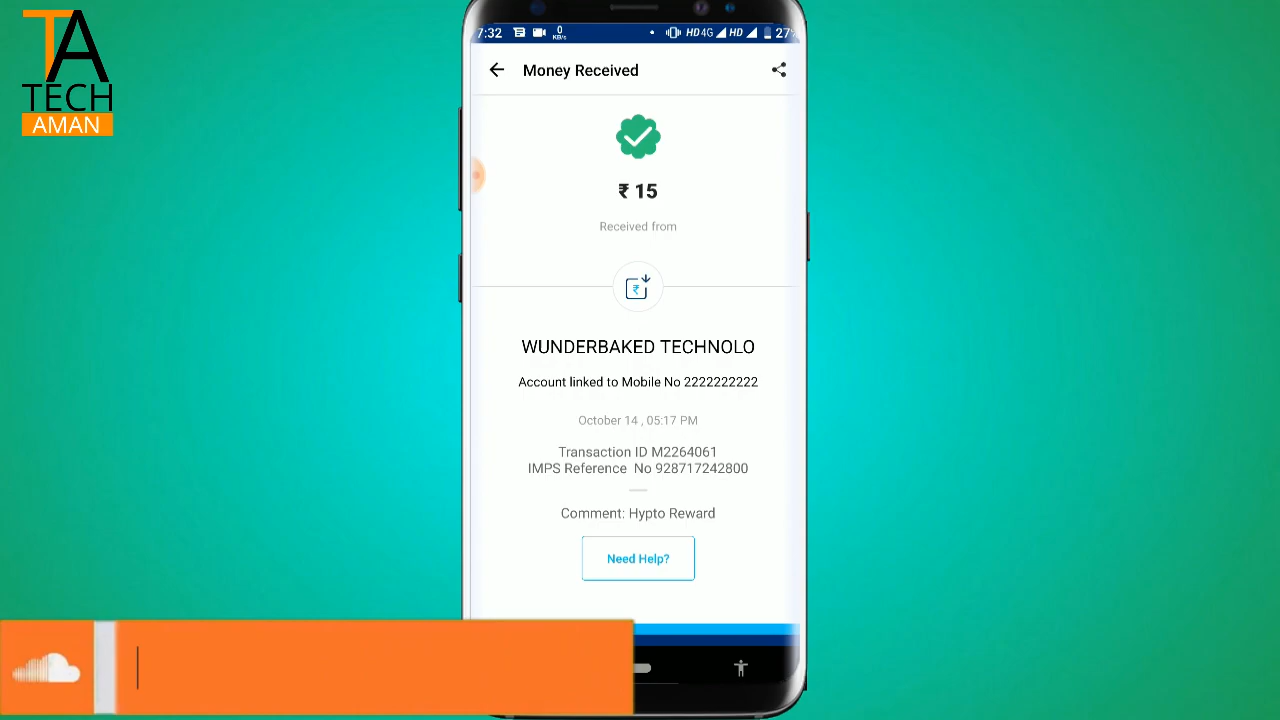 TA
TECH
AMAN
7:32
0
KB/s
HD 4G
HD
27%
Money Received
₹ 15
Received from
₹
WUNDERBAKED TECHNOLO
Account linked to Mobile No 2222222222
October 14 , 05:17 PM
Transaction ID M2264061
IMPS Reference No 928717242800
Comment: Hypto Reward
Need Help?